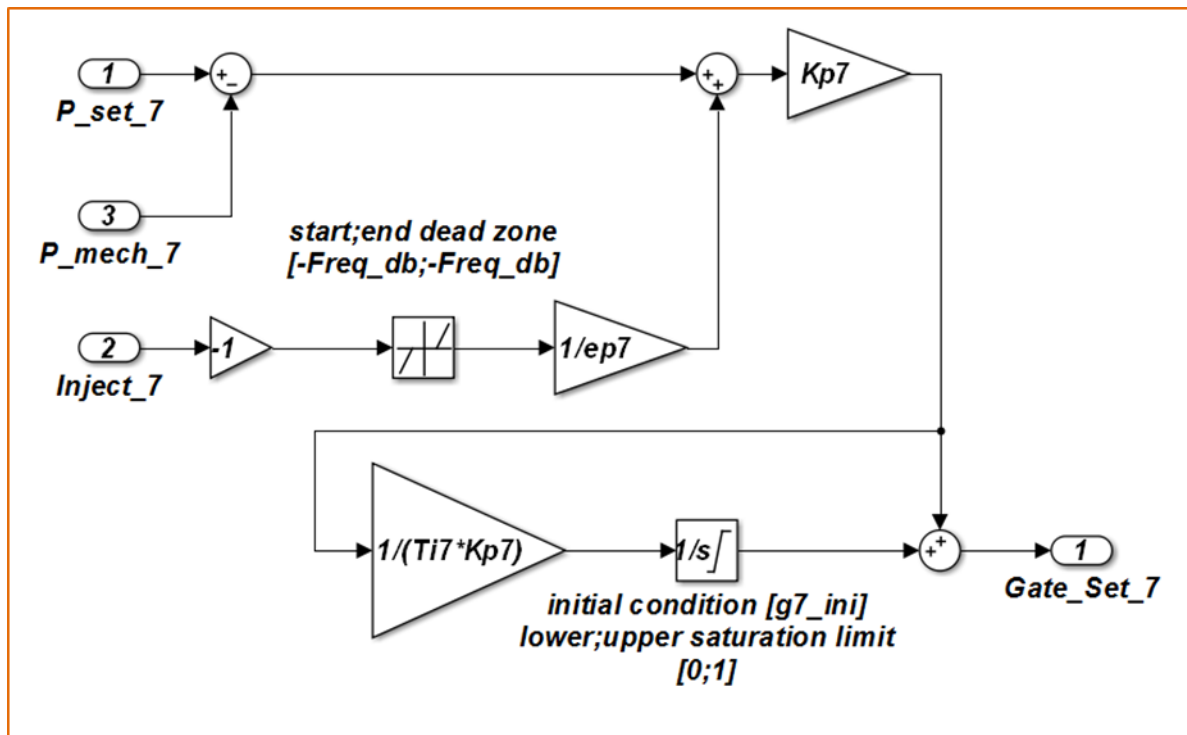 1
P_set_7
+
-
+
+
Kp7
3
P_mech_7
start;end dead zone
[-Freq_db;-Freq_db]
2
Inject_7
-1
1/ep7
1/(Ti7*Kp7)
1/s
+
+
1
Gate_Set_7
initial condition [g7_ini]
lower;upper saturation limit
[0;1]